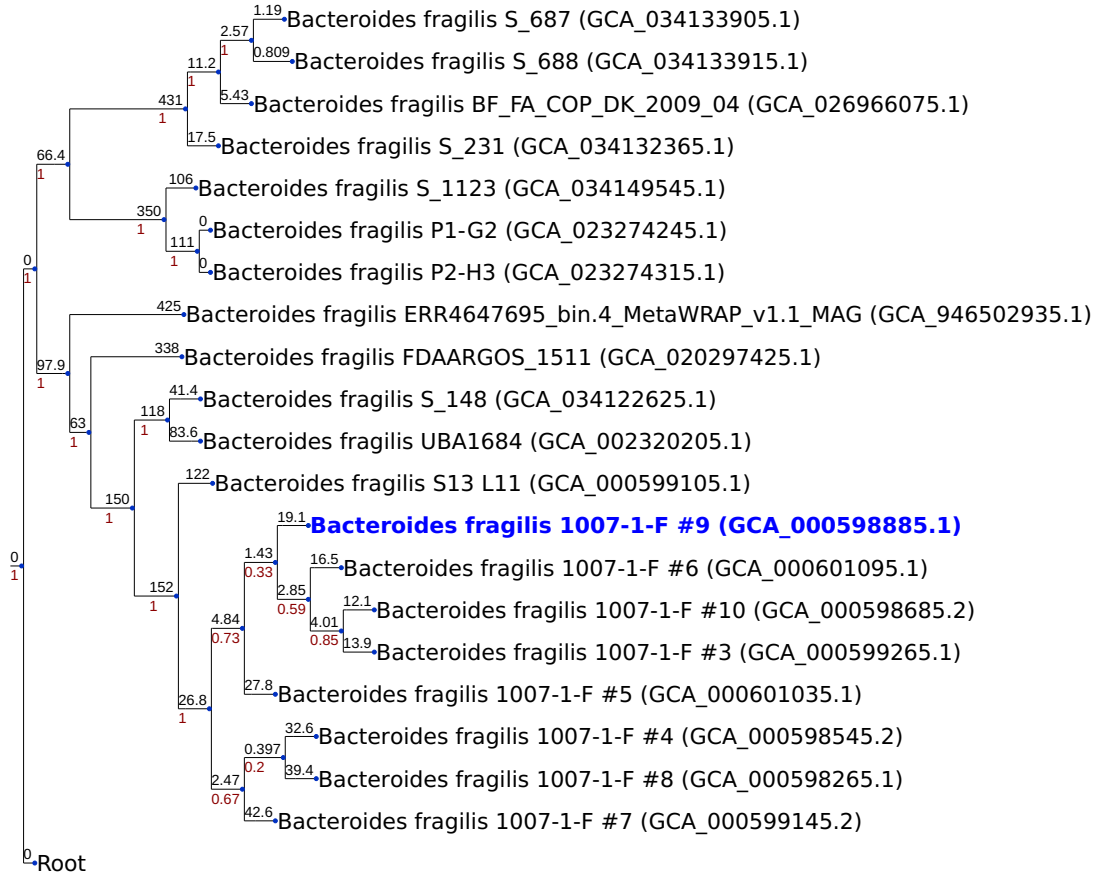 1.19
Bacteroides fragilis S_687 (GCA_034133905.1)
2.57
1
0.809
Bacteroides fragilis S_688 (GCA_034133915.1)
11.2
1
5.43
Bacteroides fragilis BF_FA_COP_DK_2009_04 (GCA_026966075.1)
431
1
17.5
Bacteroides fragilis S_231 (GCA_034132365.1)
66.4
1
106
Bacteroides fragilis S_1123 (GCA_034149545.1)
350
1
0
Bacteroides fragilis P1-G2 (GCA_023274245.1)
111
1
0
Bacteroides fragilis P2-H3 (GCA_023274315.1)
0
1
425
Bacteroides fragilis ERR4647695_bin.4_MetaWRAP_v1.1_MAG (GCA_946502935.1)
338
Bacteroides fragilis FDAARGOS_1511 (GCA_020297425.1)
97.9
1
41.4
Bacteroides fragilis S_148 (GCA_034122625.1)
118
1
63
1
83.6
Bacteroides fragilis UBA1684 (GCA_002320205.1)
122
Bacteroides fragilis S13 L11 (GCA_000599105.1)
150
1
19.1
Bacteroides fragilis 1007-1-F #9 (GCA_000598885.1)
1.43
0.33
16.5
Bacteroides fragilis 1007-1-F #6 (GCA_000601095.1)
0
1
2.85
0.59
152
1
12.1
Bacteroides fragilis 1007-1-F #10 (GCA_000598685.2)
4.84
0.73
4.01
0.85
13.9
Bacteroides fragilis 1007-1-F #3 (GCA_000599265.1)
27.8
Bacteroides fragilis 1007-1-F #5 (GCA_000601035.1)
26.8
1
32.6
Bacteroides fragilis 1007-1-F #4 (GCA_000598545.2)
0.397
0.2
39.4
Bacteroides fragilis 1007-1-F #8 (GCA_000598265.1)
2.47
0.67
42.6
Bacteroides fragilis 1007-1-F #7 (GCA_000599145.2)
0
Root